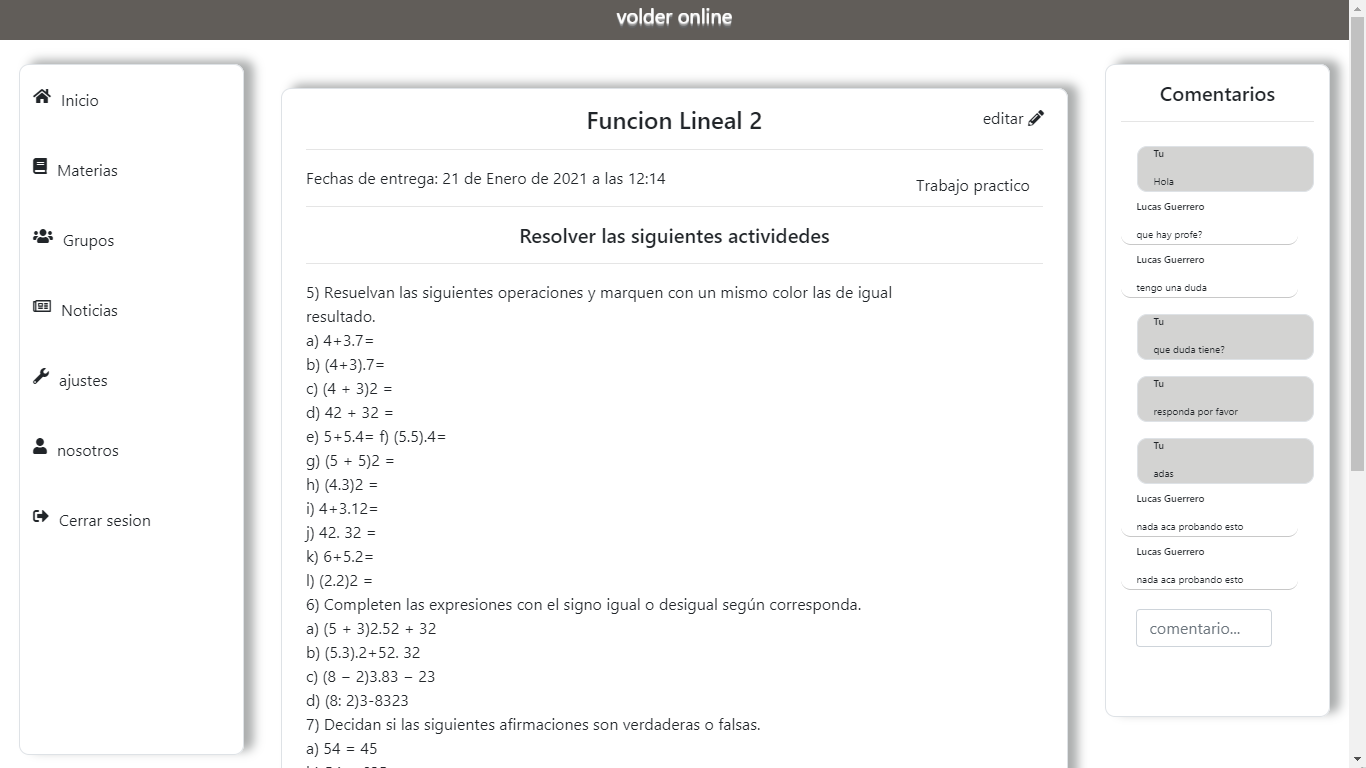 volder online
Inicio
Materias
Grupos
Noticias
ajustes
nosotros
Cerrar sesion
Funcion Lineal 2
editar
Fechas de entrega: 21 de Enero de 2021 a las 12:14
Trabajo practico
Resolver las siguientes actividedes
5) Resuelvan las siguientes operaciones y marquen con un mismo color las de igual
resultado.
a) 4+3.7=
b) (4+3).7=
c) (4 + 3)2 =
d) 42 + 32 =
e) 5+5.4= f) (5.5).4=
g) (5 + 5)2 =
h) (4.3)2 =
i) 4+3.12=
j) 42. 32 =
k) 6+5.2=
l) (2.2)2 =
6) Completen las expresiones con el signo igual o desigual según corresponda.
a) (5 + 3)2.52 + 32
b) (5.3).2+52. 32
c) (8 − 2)3.83 − 23
d) (8: 2)3-8323
7) Decidan si las siguientes afirmaciones son verdaderas o falsas.
a) 54 = 45
Comentarios
Tu
Hola
Lucas Guerrero
que hay profe?
Lucas Guerrero
tengo una duda
Tu
que duda tiene?
Tu
responda por favor
Tu
adas
Lucas Guerrero
nada aca probando esto
Lucas Guerrero
nada aca probando esto
comentario...